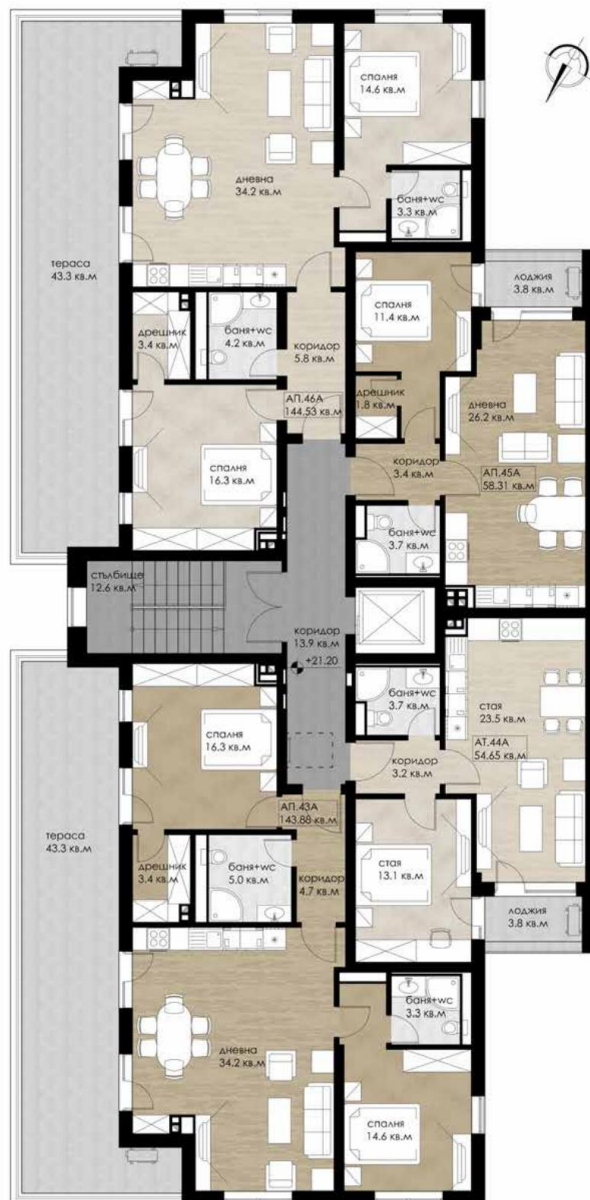 спалня
14.6 кв.м
дневна
34.2 кв.м
баня+wc
3.3 кв.м
тераса
43.3 кв.м
лоджия
3.8 кв.м
спалня
11.4 кв.м
дрешник
3.4 кв.м
баня+wc
4.2 кв.м
коридор
5.8 кв.м
АП.46А
144.53 кв.м
дрешник
1.8 кв.м
дневна
26.2 кв.м
спалня
16.3 кв.м
коридор
3.4 кв.м
АП.45А
58.31 кв.м
баня+wc
3.7 кв.м
стълбище
12.6 кв.м
коридор
13.9 кв.м
+21.20
баня+wc
3.7 кв.м
стая
23.5 кв.м
АТ.44А
54.65 кв.м
спалня
16.3 кв.м
коридор
3.2 кв.м
АП.43А
143.88 кв.м
тераса
43.3 кв.м
дрешник
3.4 кв.м
баня+wc
5.0 кв.м
коридор
4.7 кв.м
стая
13.1 кв.м
лоджия
3.8 кв.м
баня+wc
3.3 кв.м
дневна
34.2 кв.м
спалня
14.6 кв.м